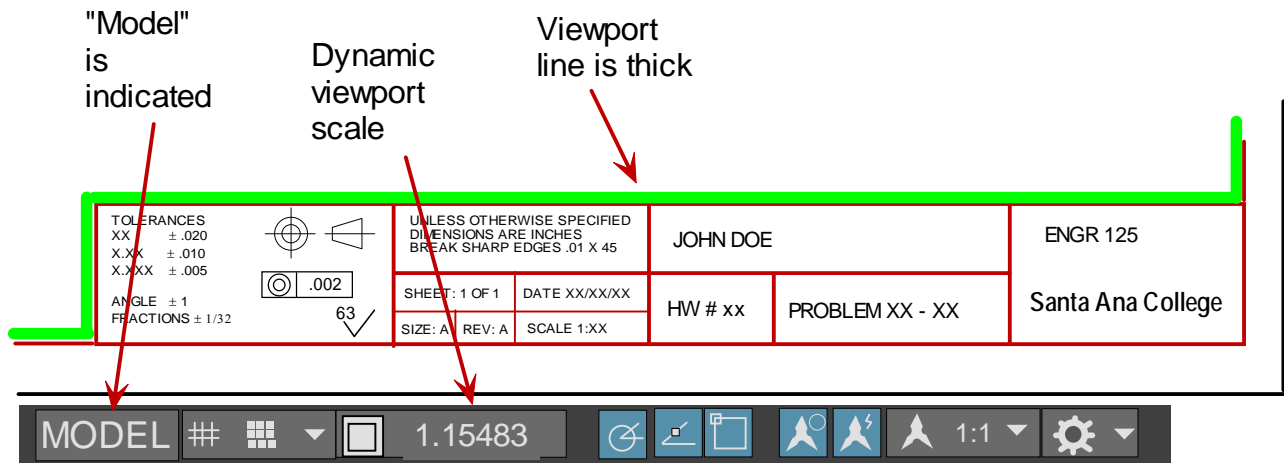 "Model"
is
indicated
Dynamic
viewport
scale
Viewport
line is thick
TOLERANCES
XX ± .020
X.XX ± .010
X.XXX ± .005
ANGLE ± 1
FRACTIONS ± 1/32
.002
63
UNLESS OTHERWISE SPECIFIED
DIMENSIONS ARE INCHES
BREAK SHARP EDGES .01 X 45
SHEET: 1 OF 1
DATE XX/XX/XX
SIZE: A
REV: A
SCALE 1:XX
JOHN DOE
HW # xx
PROBLEM XX - XX
ENGR 125
Santa Ana College
MODEL
1.15483
1:1